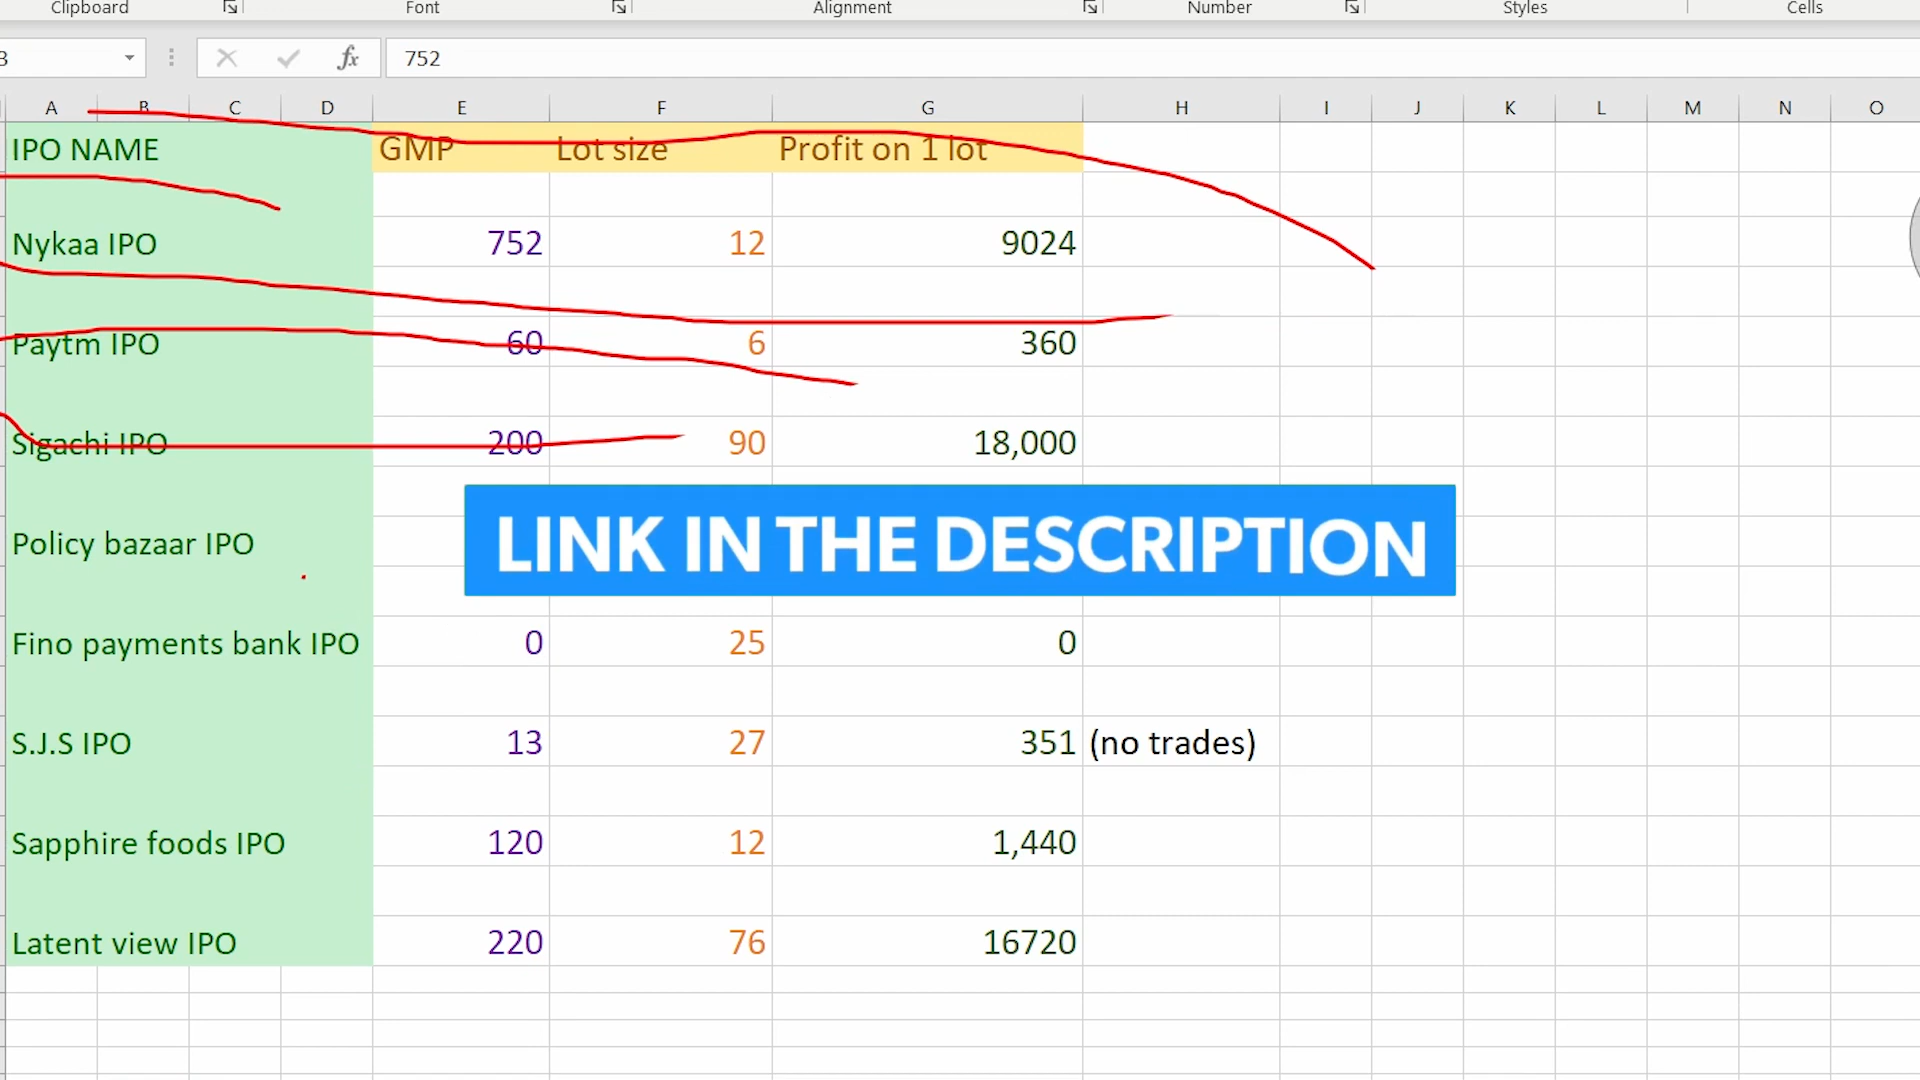 Clipboard Font Alignment Number Styles Cells
3 fx 752
A B C D E F G H I J K L M N O
IPO NAME GMP Lot size Profit on 1 lot
Nykaa IPO 752 12 9024
Paytm IPO 60 6 360
Sigachi IPO 200 90 18,000
Policy bazaar IPO
LINK IN THE DESCRIPTION
Fino payments bank IPO 0 25 0
S.J.S IPO 13 27 351 (no trades)
Sapphire foods IPO 120 12 1,440
Latent view IPO 220 76 16720